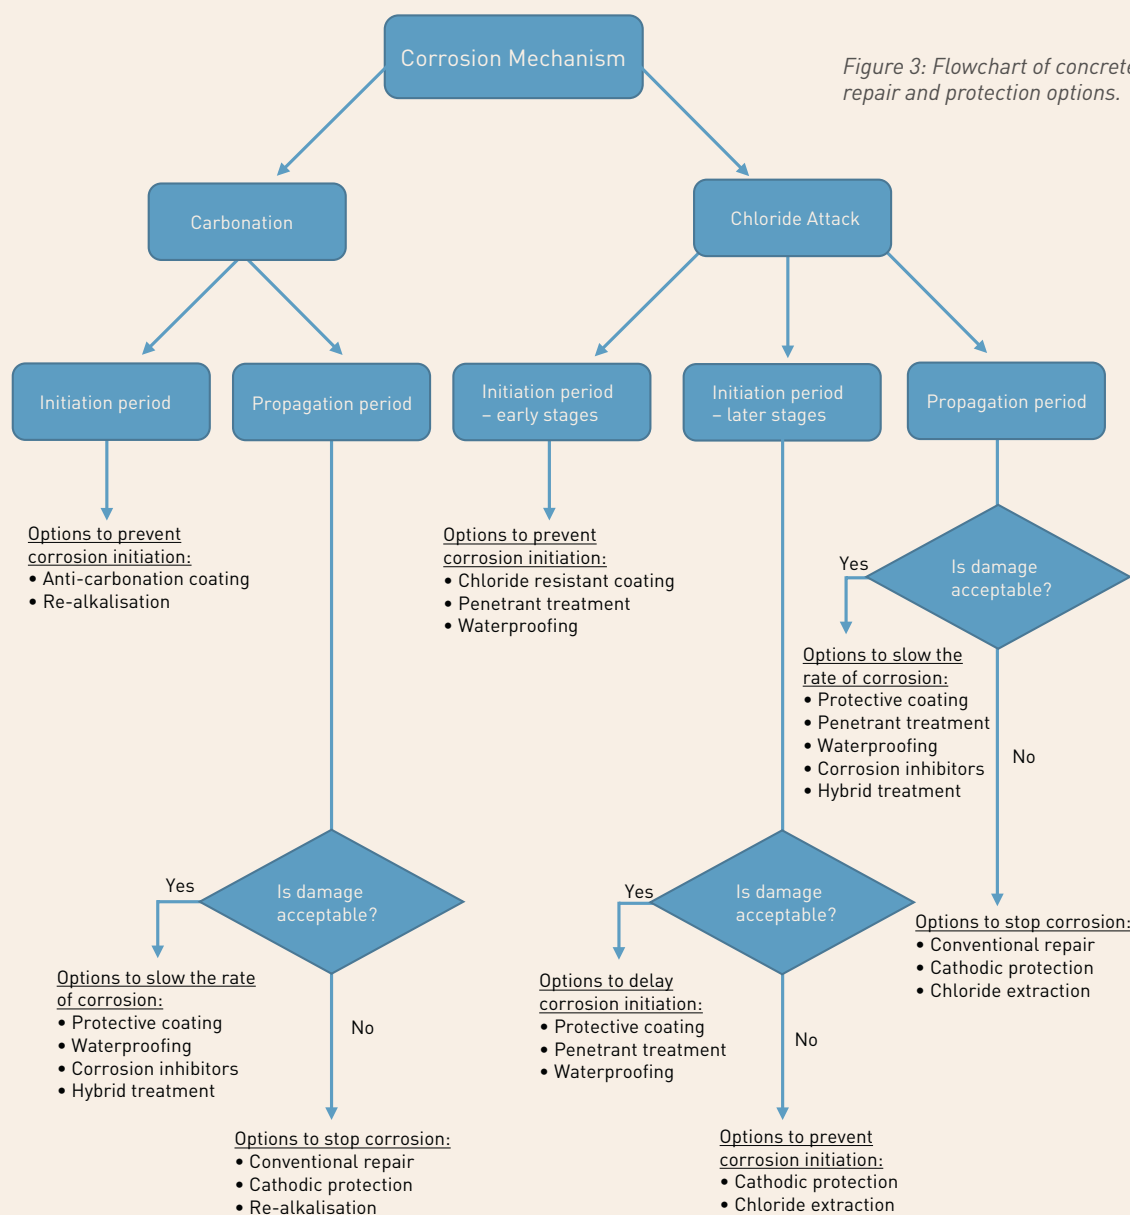 Corrosion Mechanism
Figure 3: Flowchart of concrete
repair and protection options.
Carbonation
Chloride Attack
Initiation period
Propagation period
Initiation period
– early stages
Initiation period
– later stages
Propagation period
Options to prevent
corrosion initiation:
• Anti-carbonation coating
• Re-alkalisation
Options to prevent
corrosion initiation:
• Chloride resistant coating
• Penetrant treatment
• Waterproofing
Is damage
acceptable?
Yes
Options to slow the
rate of corrosion:
• Protective coating
• Penetrant treatment
• Waterproofing
• Corrosion inhibitors
• Hybrid treatment
No
Options to stop corrosion:
• Conventional repair
• Cathodic protection
• Chloride extraction
Is damage
acceptable?
Yes
Options to slow the rate
of corrosion:
• Protective coating
• Waterproofing
• Corrosion inhibitors
• Hybrid treatment
No
Options to stop corrosion:
• Conventional repair
• Cathodic protection
• Re-alkalisation
Is damage
acceptable?
Yes
Options to delay
corrosion initiation:
• Protective coating
• Penetrant treatment
• Waterproofing
No
Options to prevent
corrosion initiation:
• Cathodic protection
• Chloride extraction